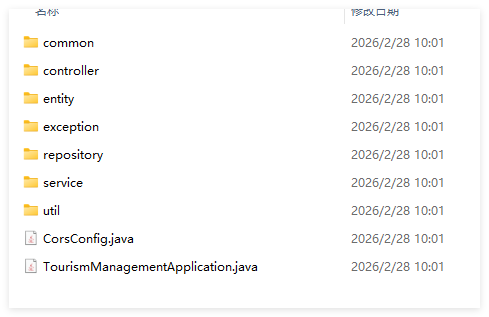 名称 修改日期
common 2026/2/28 10:01
controller 2026/2/28 10:01
entity 2026/2/28 10:01
exception 2026/2/28 10:01
repository 2026/2/28 10:01
service 2026/2/28 10:01
util 2026/2/28 10:01
CorsConfig.java 2026/2/28 10:01
TourismManagementApplication.java 2026/2/28 10:01